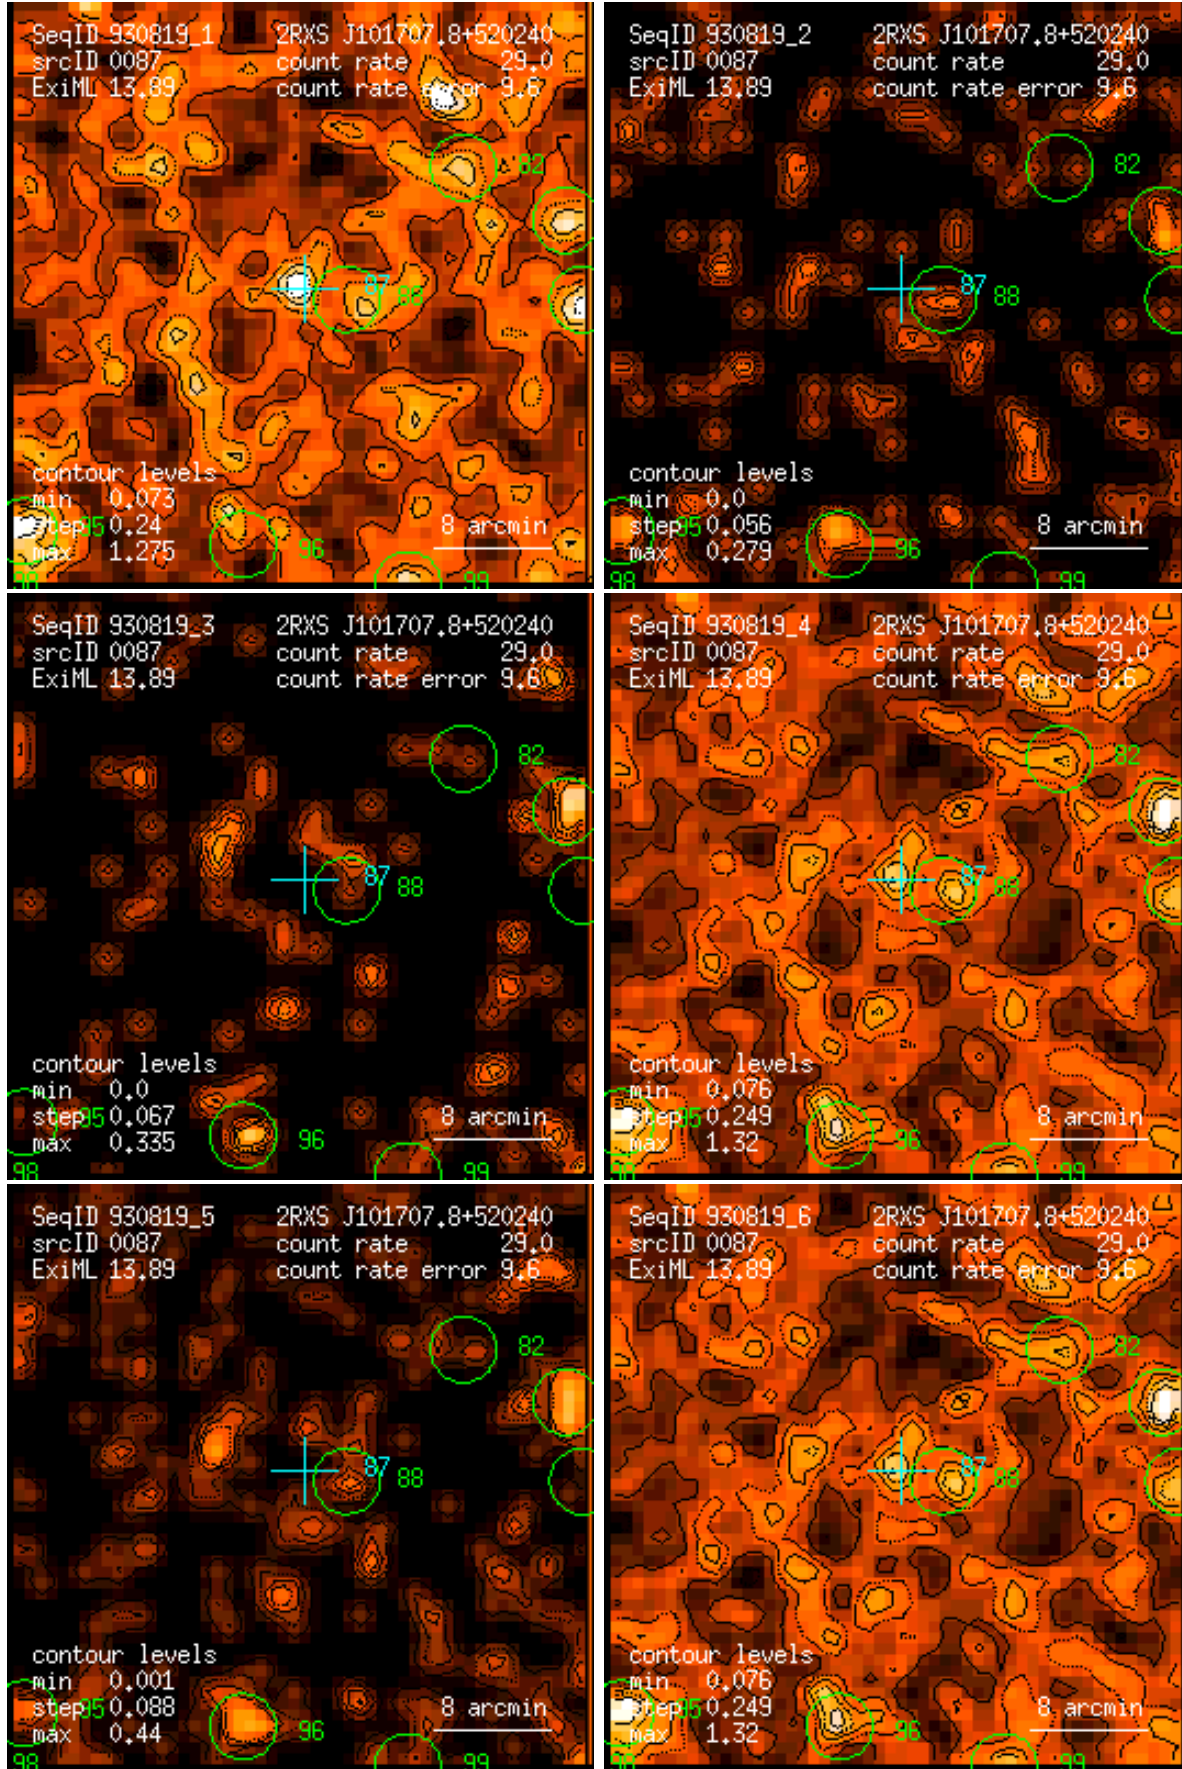 SeqID 930819_1 2RXS J101707.8+520240
srcID 0087 count rate 29.0
ExiML 13.89 count rate error 9.6
82
87
88
contour levels
min 0.073
step 0.24
max 1.275
95
96
8 arcmin
98
99
SeqID 930819_2 2RXS J101707.8+520240
srcID 0087 count rate 29.0
ExiML 13.89 count rate error 9.6
82
87
88
contour levels
min 0.0
step 0.056
max 0.279
95
96
8 arcmin
98
99
SeqID 930819_3 2RXS J101707.8+520240
srcID 0087 count rate 29.0
ExiML 13.89 count rate error 9.6
82
87
88
contour levels
min 0.0
step 0.067
max 0.335
95
96
8 arcmin
98
99
SeqID 930819_4 2RXS J101707.8+520240
srcID 0087 count rate 29.0
ExiML 13.89 count rate error 9.6
82
87
88
contour levels
min 0.076
step 0.249
max 1.32
95
96
8 arcmin
98
99
SeqID 930819_5 2RXS J101707.8+520240
srcID 0087 count rate 29.0
ExiML 13.89 count rate error 9.6
82
87
88
contour levels
min 0.001
step 0.088
max 0.44
95
96
8 arcmin
98
99
SeqID 930819_6 2RXS J101707.8+520240
srcID 0087 count rate 29.0
ExiML 13.89 count rate error 9.6
82
87
88
contour levels
min 0.076
step 0.249
max 1.32
95
96
8 arcmin
98
99